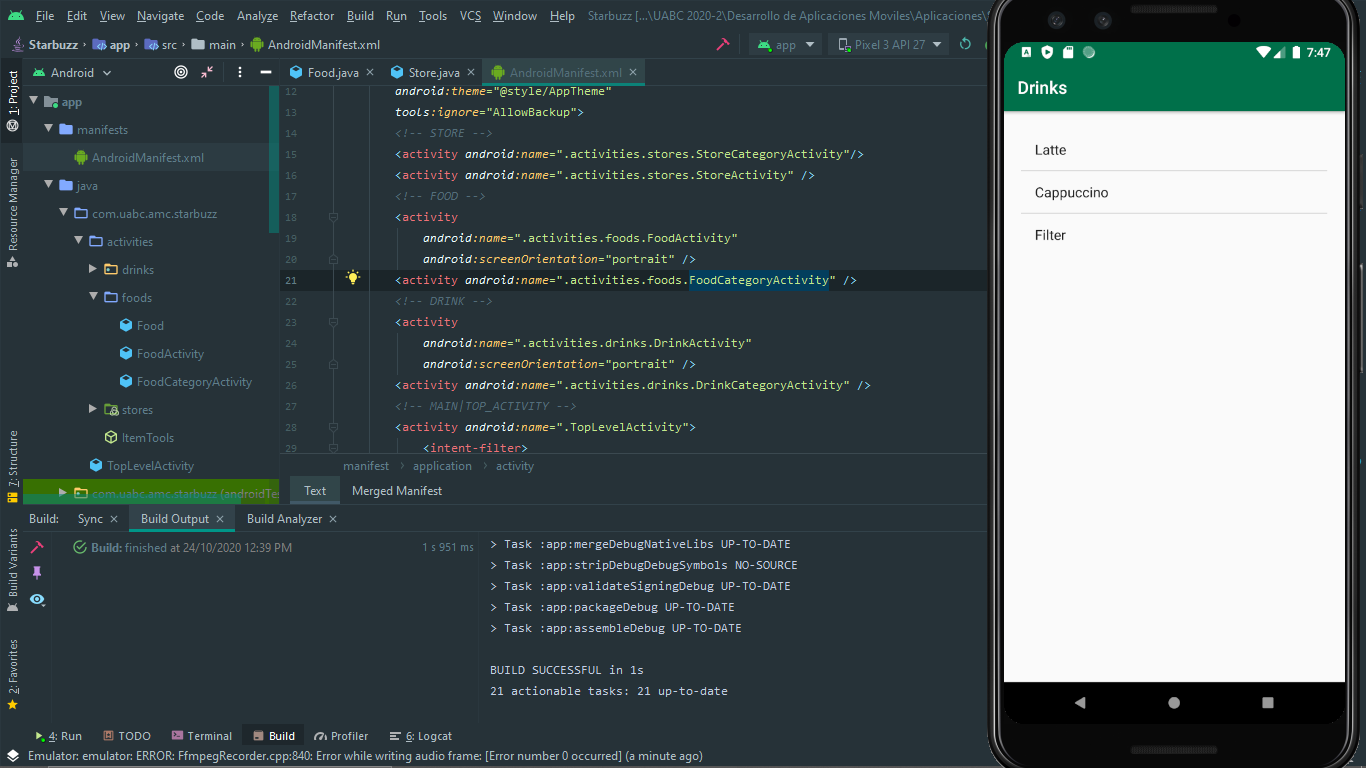 File Edit View Navigate Code Analyze Refactor Build Run Tools VCS Window Help Starbuzz [...\UABC 2020-2\Desarrollo de Aplicaciones Moviles\Aplicaciones\
Starbuzz app src main AndroidManifest.xml app Pixel 3 API 27
1: Project
Resource Manager
7: Structure
Build Variants
2: Favorites
Android
app
manifests
AndroidManifest.xml
java
com.uabc.amc.starbuzz
activities
drinks
foods
Food
FoodActivity
FoodCategoryActivity
stores
ItemTools
TopLevelActivity
com.uabc.amc.starbuzz (androidTe
Food.java Store.java AndroidManifest.xml
12 android:theme="@style/AppTheme"
13 tools:ignore="AllowBackup">
14 <!-- STORE -->
15 <activity android:name=".activities.stores.StoreCategoryActivity"/>
16 <activity android:name=".activities.stores.StoreActivity" />
17 <!-- FOOD -->
18 <activity
19 android:name=".activities.foods.FoodActivity"
20 android:screenOrientation="portrait" />
21 <activity android:name=".activities.foods.FoodCategoryActivity" />
22 <!-- DRINK -->
23 <activity
24 android:name=".activities.drinks.DrinkActivity"
25 android:screenOrientation="portrait" />
26 <activity android:name=".activities.drinks.DrinkCategoryActivity" />
27 <!-- MAIN|TOP_ACTIVITY -->
28 <activity android:name=".TopLevelActivity">
29 <intent-filter>
manifest application activity
Text Merged Manifest
Build: Sync Build Output Build Analyzer
Build: finished at 24/10/2020 12:39 PM 1 s 951 ms
> Task :app:mergeDebugNativeLibs UP-TO-DATE
> Task :app:stripDebugDebugSymbols NO-SOURCE
> Task :app:validateSigningDebug UP-TO-DATE
> Task :app:packageDebug UP-TO-DATE
> Task :app:assembleDebug UP-TO-DATE
BUILD SUCCESSFUL in 1s
21 actionable tasks: 21 up-to-date
4: Run TODO Terminal Build Profiler 6: Logcat
Emulator: emulator: ERROR: FfmpegRecorder.cpp:840: Error while writing audio frame: [Error number 0 occurred] (a minute ago)
7:47
Drinks
Latte
Cappuccino
Filter